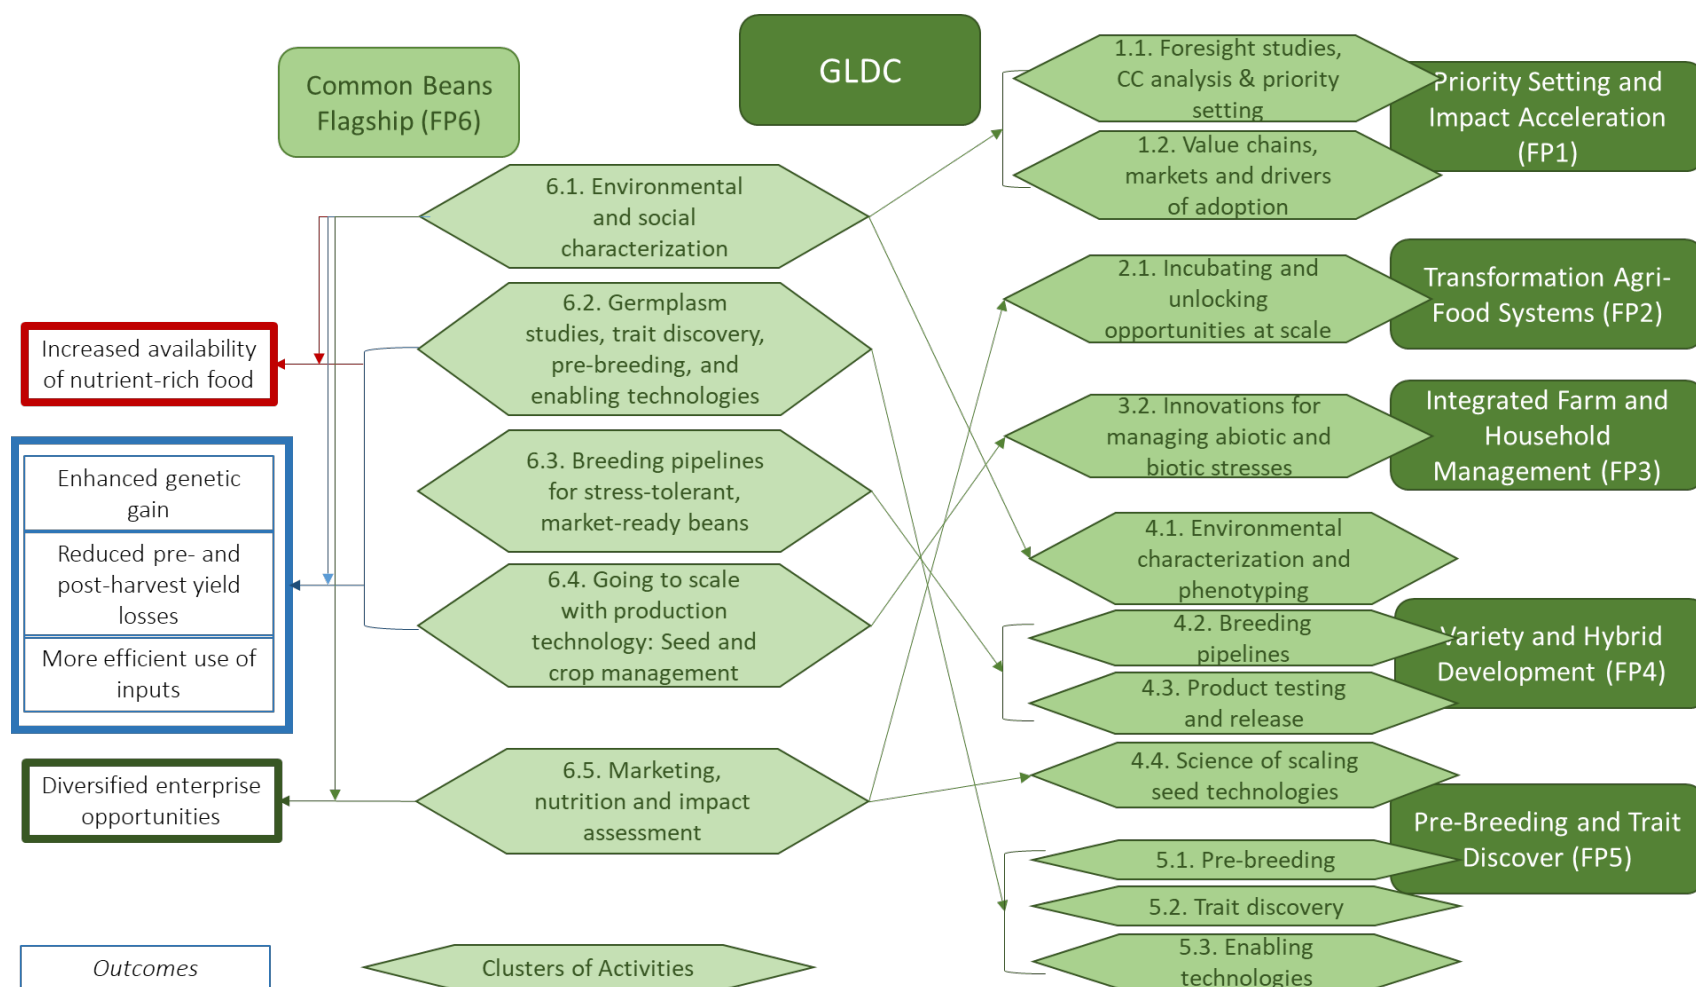 Common Beans
Flagship (FP6)
GLDC
1.1. Foresight studies,
CC analysis & priority
setting
Priority Setting and
Impact Acceleration
(FP1)
1.2. Value chains,
markets and drivers
of adoption
6.1. Environmental
and social
characterization
2.1. Incubating and
unlocking
opportunities at scale
Transformation Agri-
Food Systems (FP2)
6.2. Germplasm
studies, trait discovery,
pre-breeding, and
enabling technologies
Increased availability
of nutrient-rich food
3.2. Innovations for
managing abiotic and
biotic stresses
Integrated Farm and
Household
Management (FP3)
Enhanced genetic
gain
Reduced pre- and
post-harvest yield
losses
More efficient use of
inputs
6.3. Breeding pipelines
for stress-tolerant,
market-ready beans
4.1. Environmental
characterization and
phenotyping
6.4. Going to scale
with production
technology: Seed and
crop management
4.2. Breeding
pipelines
Variety and Hybrid
Development (FP4)
4.3. Product testing
and release
Diversified enterprise
opportunities
6.5. Marketing,
nutrition and impact
assessment
4.4. Science of scaling
seed technologies
Pre-Breeding and Trait
Discover (FP5)
5.1. Pre-breeding
5.2. Trait discovery
5.3. Enabling
technologies
Outcomes
Clusters of Activities